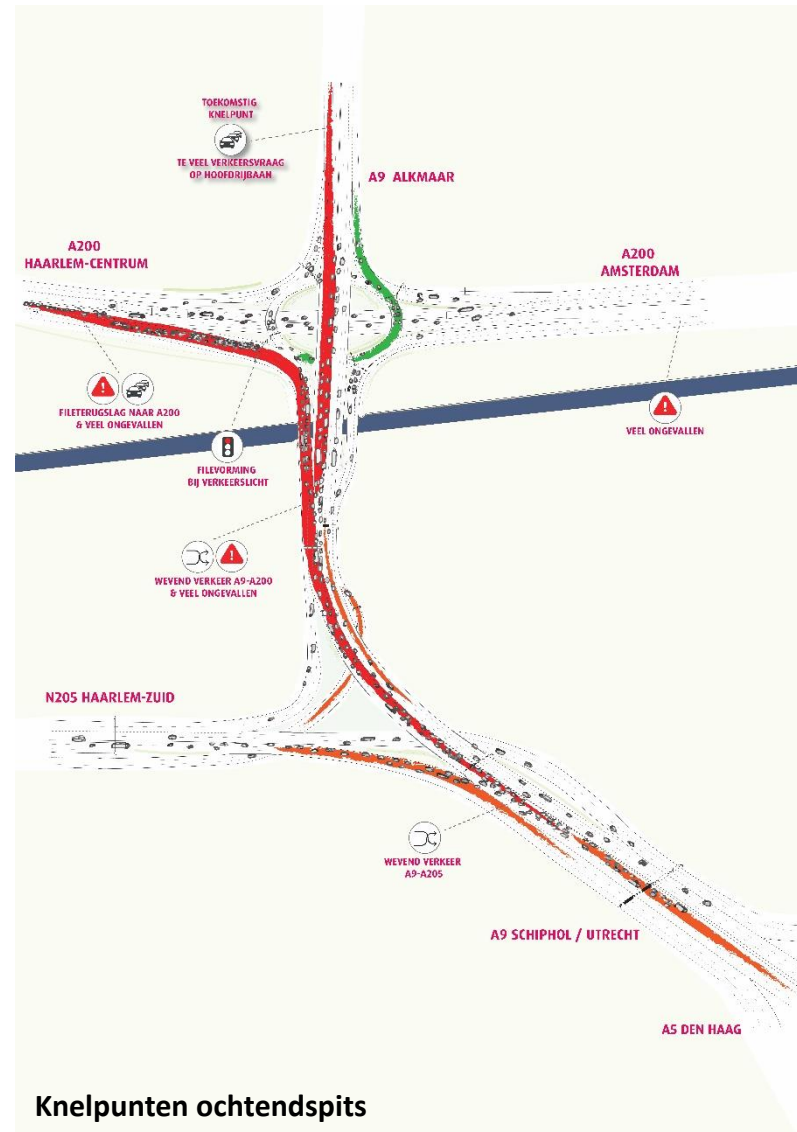 TOEKOMSTIG
KNELPUNT
TE VEEL VERKEERSVRAAG
OP HOOFDRIJBAAN
A9 ALKMAAR
A200
HAARLEM-CENTRUM
A200
AMSTERDAM
FILETERUGSLAG NAAR A200
& VEEL ONGEVALLEN
VEEL ONGEVALLEN
FILEVORMING
BIJ VERKEERSLICHT
WEVEND VERKEER A9-A200
& VEEL ONGEVALLEN
N205 HAARLEM-ZUID
WEVEND VERKEER
A9-A205
A9 SCHIPHOL / UTRECHT
A5 DEN HAAG
Knelpunten ochtendspits